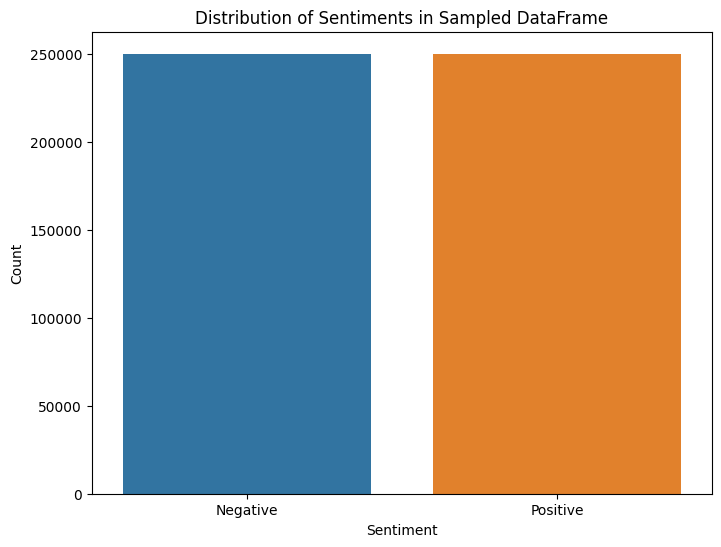 Distribution of Sentiments in Sampled DataFrame
250000
200000
150000
100000
50000
0
Count
Negative
Positive
Sentiment